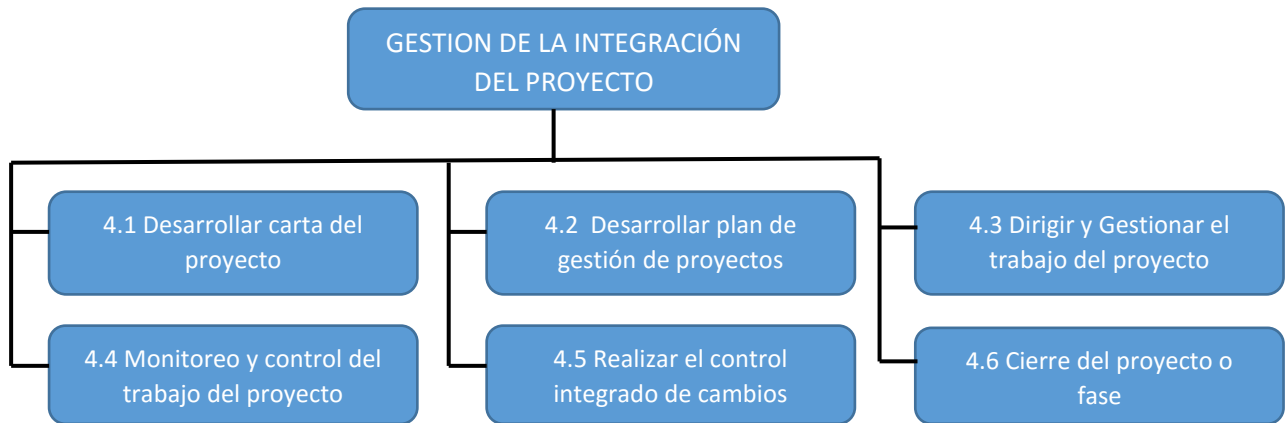 GESTION DE LA INTEGRACIÓN
DEL PROYECTO
4.1 Desarrollar carta del
proyecto
4.2 Desarrollar plan de
gestión de proyectos
4.3 Dirigir y Gestionar el
trabajo del proyecto
4.4 Monitoreo y control del
trabajo del proyecto
4.5 Realizar el control
integrado de cambios
4.6 Cierre del proyecto o
fase